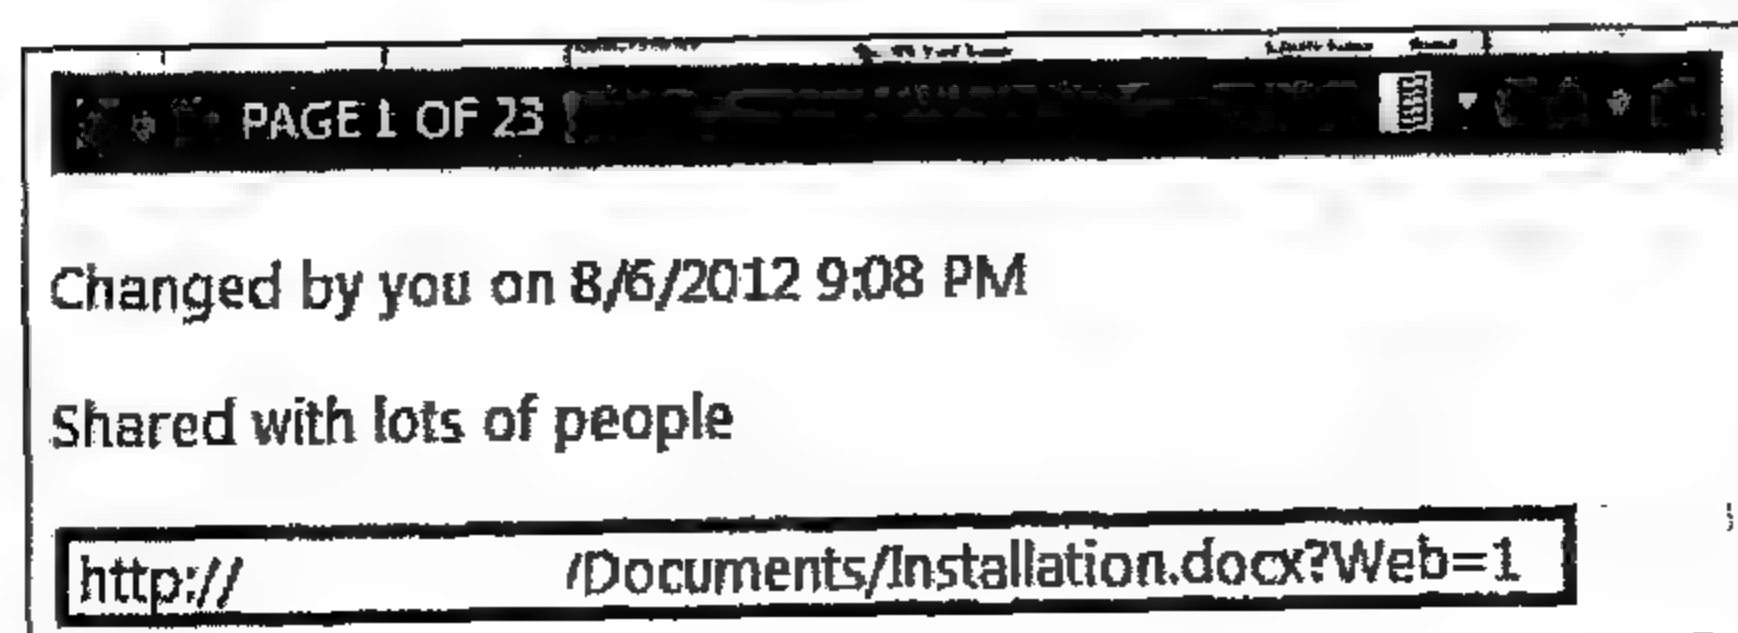 PAGE 1 OF 23
Changed by you on 8/6/2012 9:08 PM
Shared with lots of people
http:// /Documents/Installation.docx?Web=1